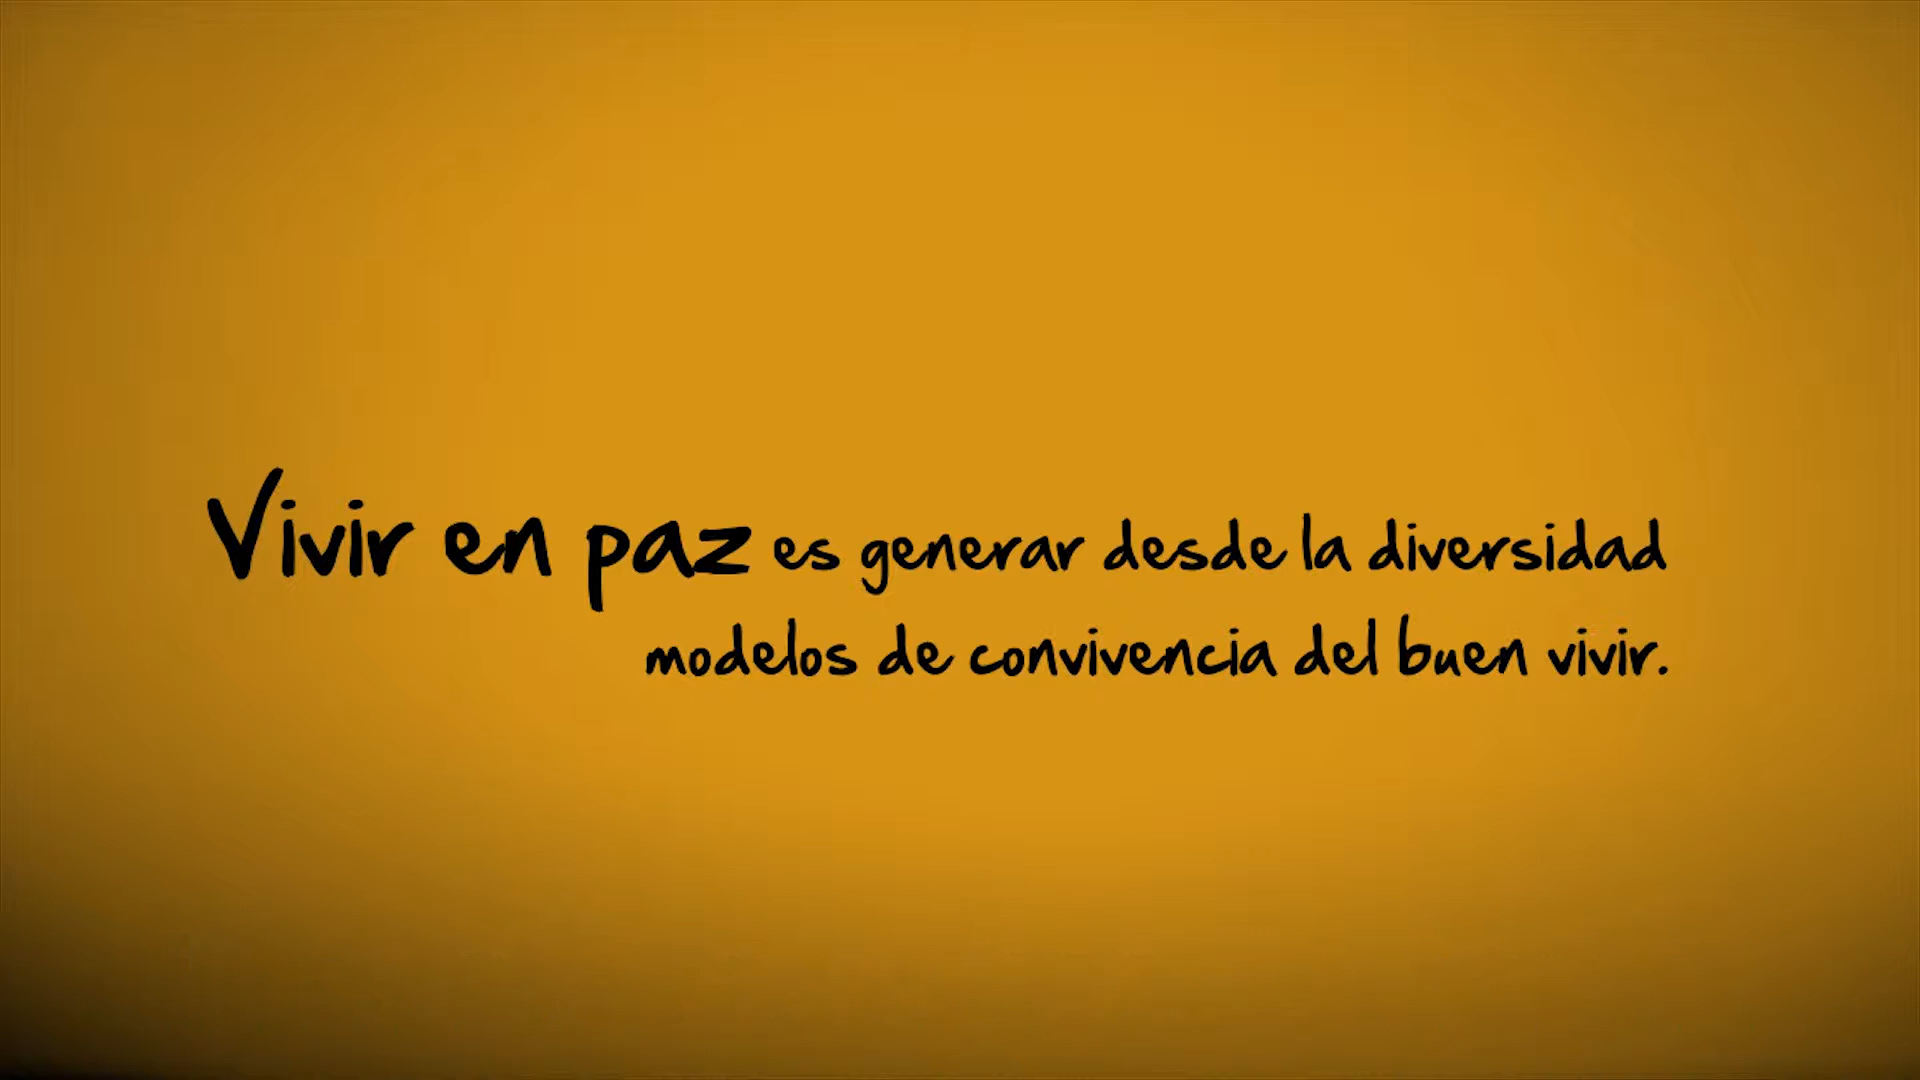 Vivir en paz es generar desde la diversidad
modelos de convivencia del buen vivir.